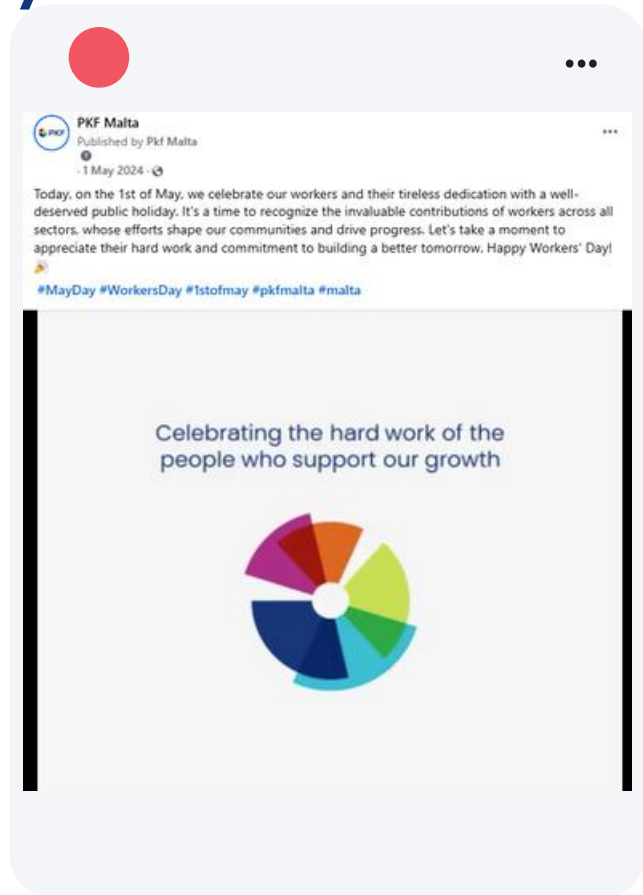 PKF Malta
Published by Pkf Malta
· 1 May 2024 ·
Today, on the 1st of May, we celebrate our workers and their tireless dedication with a well-
deserved public holiday. It's a time to recognize the invaluable contributions of workers across all
sectors, whose efforts shape our communities and drive progress. Let's take a moment to
appreciate their hard work and commitment to building a better tomorrow. Happy Workers' Day!
🎉
#MayDay #WorkersDay #1stofmay #pkfmalta #malta
Celebrating the hard work of the
people who support our growth
PKF